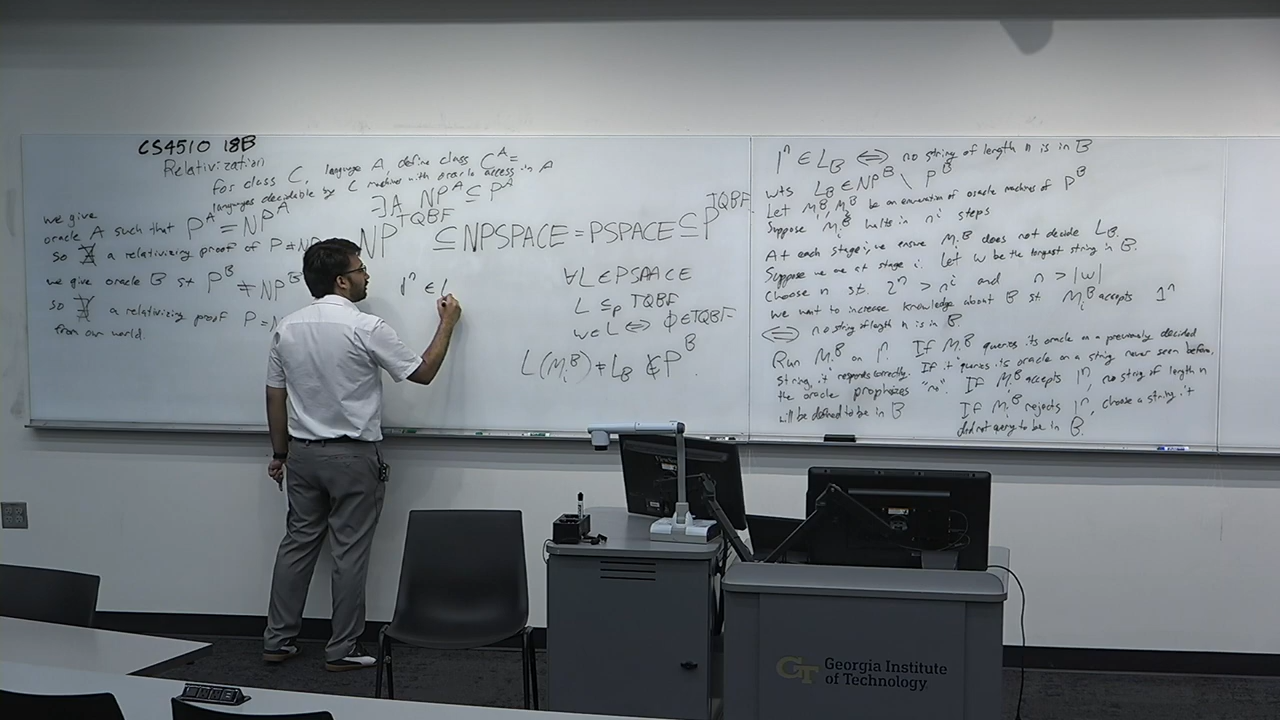 CS4510 18B
Relativization
for class C, language A, define class C^A =
languages decidable by C machines with oracle access in A
∃A NP^A ⊆ P^A
we give
oracle A such that P^A = NP^A
so ∄ a relativizing proof of P ≠ NP
we give oracle B st P^B ≠ NP^B
so ∄ a relativizing proof P =
from our world.
NP^TQBF ⊆ NPSPACE = PSPACE ⊆ P^TQBF
1^n ∈ L
∀L ∈ PSPAACE
L ≤p TQBF
w ∈ L ⇔ ϕ ∈ TQBF
L(M_i^B) ≠ L_B ∉ P^B.
1^n ∈ L_B ⇔ no string of length n is in B
wts L_B ∈ NP^B \ P^B
Let M_1^B, M_2^B be an enumeration of oracle machines of P^B
Suppose M_i^B halts in n^i steps
At each stage i, we ensure M_i^B does not decide L_B.
Suppose we are at stage i. Let w be the longest string in B.
Choose n st. 2^n > n^i and n > |w|
We want to increase knowledge about B st M_i^B accepts 1^n
⇔ no string of length n is in B.
Run M_i^B on 1^n. If M_i^B queries its oracle on a previously decided
string, it responds correctly. If it queries its oracle on a string never seen before,
the oracle prophesizes "no". If M_i^B accepts 1^n, no string of length n
will be defined to be in B
If M_i^B rejects 1^n, choose a string it
did not query to be in B.
GT Georgia Institute
of Technology